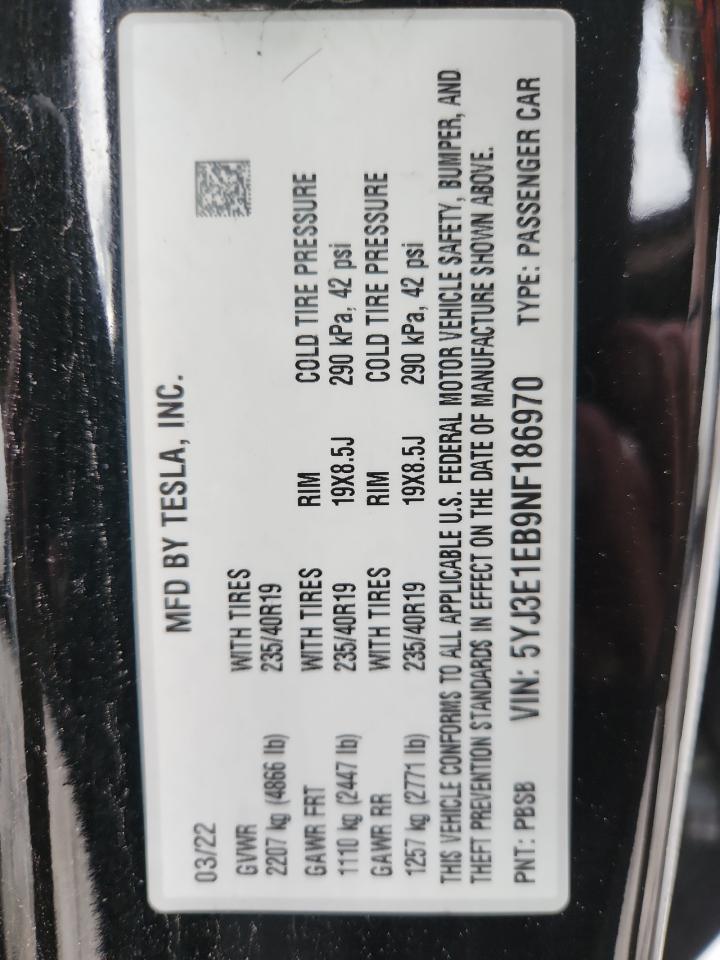 MFD BY TESLA, INC.
03/22
GVWR WITH TIRES
2207 kg (4866 lb) 235/40R19
GAWR FRT WITH TIRES RIM COLD TIRE PRESSURE
1110 kg (2447 lb) 235/40R19 19X8.5J 290 kPa, 42 psi
GAWR RR WITH TIRES RIM COLD TIRE PRESSURE
1257 kg (2771 lb) 235/40R19 19X8.5J 290 kPa, 42 psi
THIS VEHICLE CONFORMS TO ALL APPLICABLE U.S. FEDERAL MOTOR VEHICLE SAFETY, BUMPER, AND
THEFT PREVENTION STANDARDS IN EFFECT ON THE DATE OF MANUFACTURE SHOWN ABOVE.
PNT: PBSB VIN: 5YJ3E1EB9NF186970 TYPE: PASSENGER CAR